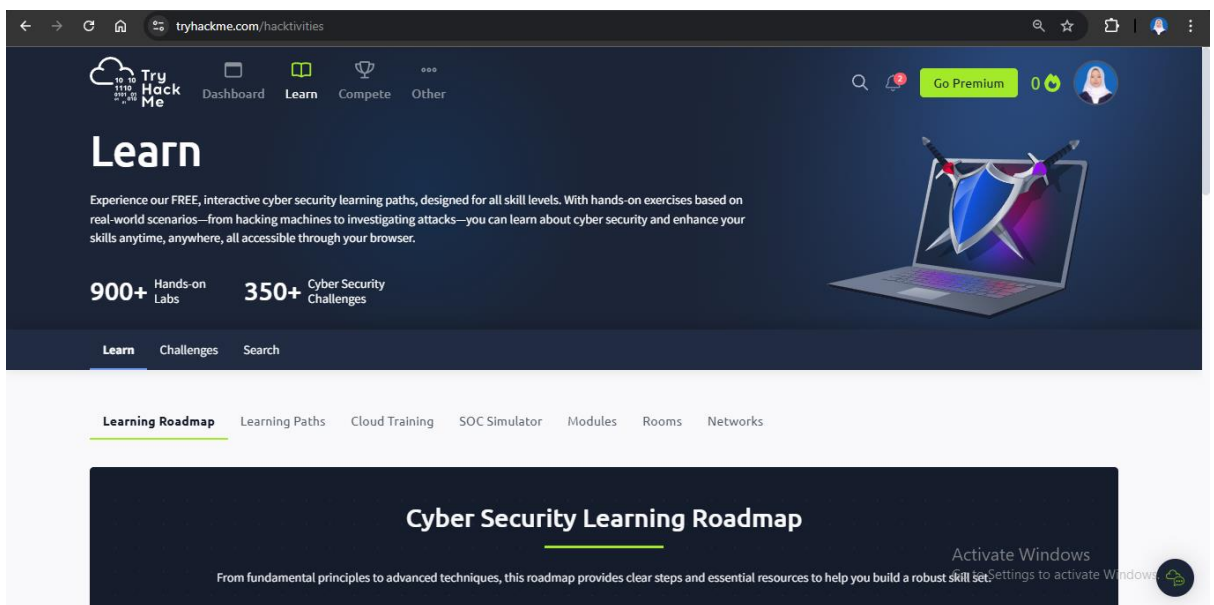 tryhackme.com/hacktivities
Try Hack Me
Dashboard Learn Compete Other
2 Go Premium 0
Learn
Experience our FREE, interactive cyber security learning paths, designed for all skill levels. With hands-on exercises based on
real-world scenarios—from hacking machines to investigating attacks—you can learn about cyber security and enhance your
skills anytime, anywhere, all accessible through your browser.
900+ Hands-on Labs 350+ Cyber Security Challenges
Learn Challenges Search
Learning Roadmap Learning Paths Cloud Training SOC Simulator Modules Rooms Networks
Cyber Security Learning Roadmap
Activate Windows
From fundamental principles to advanced techniques, this roadmap provides clear steps and essential resources to help you build a robust skill set.
Go to Settings to activate Windows.